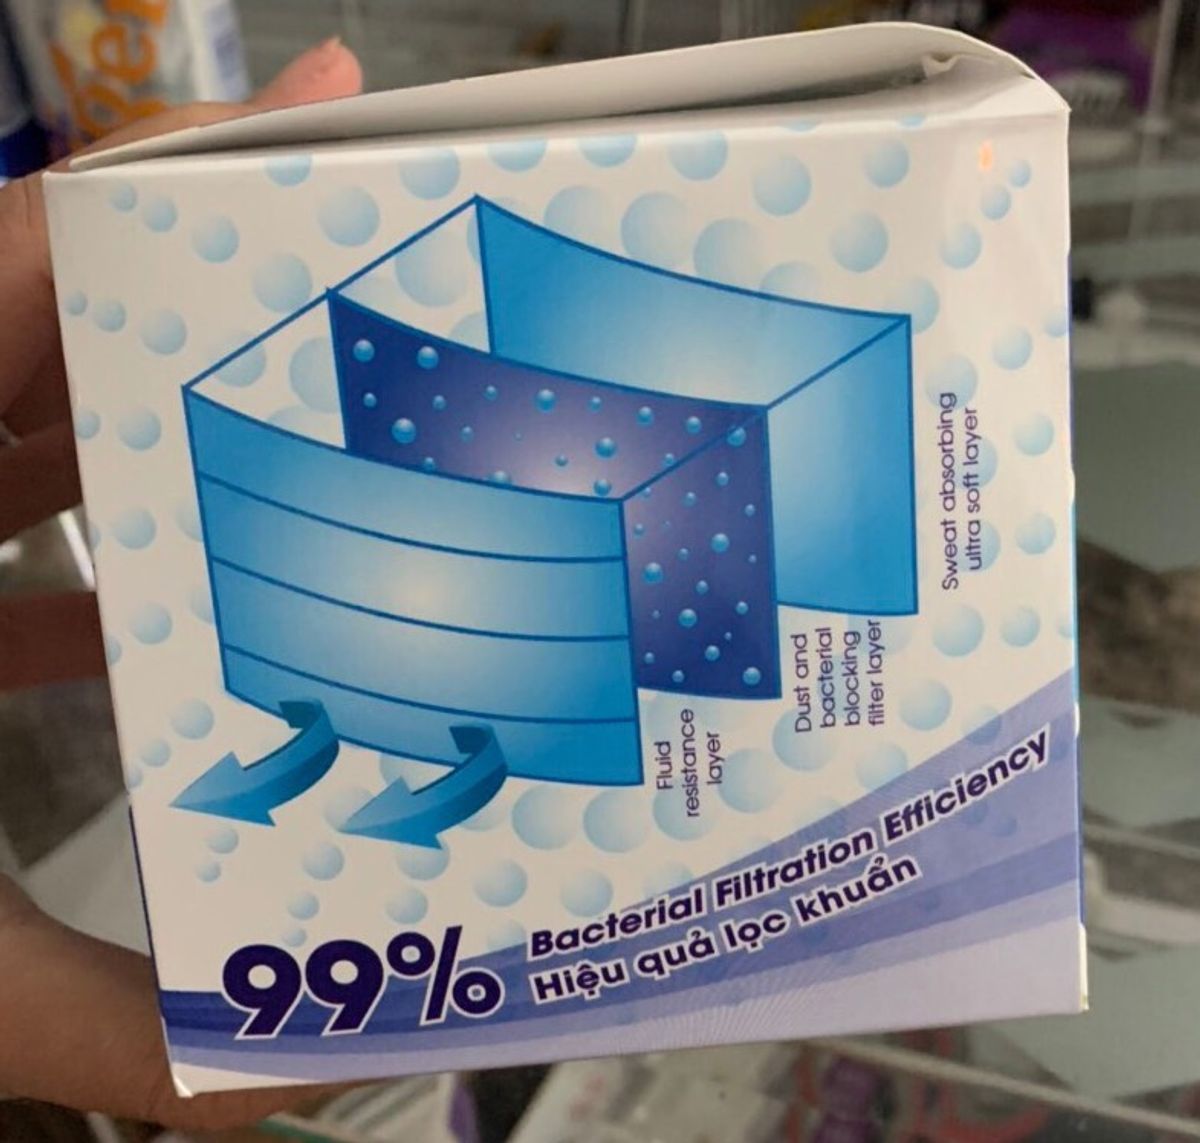 Sweat absorbing
ultra soft layer
Dust and
bacterial
blocking
filter layer
Fluid
resistance
layer
99%
Bacterial Filtration Efficiency
Hiệu quả lọc khuẩn